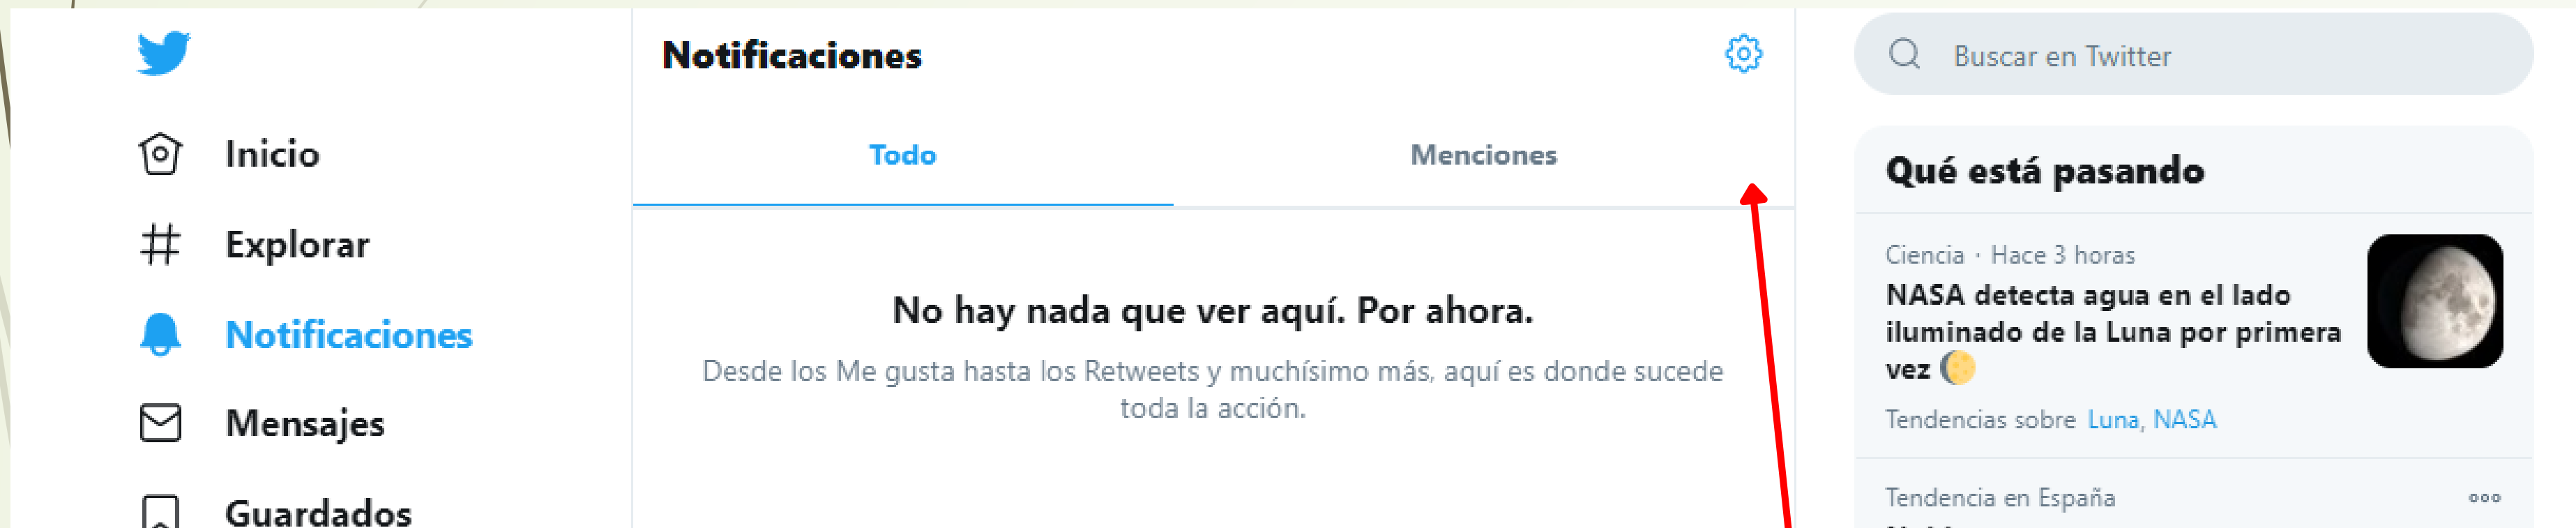 Inicio
Explorar
Notificaciones
Mensajes
Guardados
Notificaciones
Todo
Menciones
No hay nada que ver aquí. Por ahora.
Desde los Me gusta hasta los Retweets y muchísimo más, aquí es donde sucede
toda la acción.
Buscar en Twitter
Qué está pasando
Ciencia · Hace 3 horas
NASA detecta agua en el lado
iluminado de la Luna por primera
vez 🌔
Tendencias sobre Luna, NASA
Tendencia en España